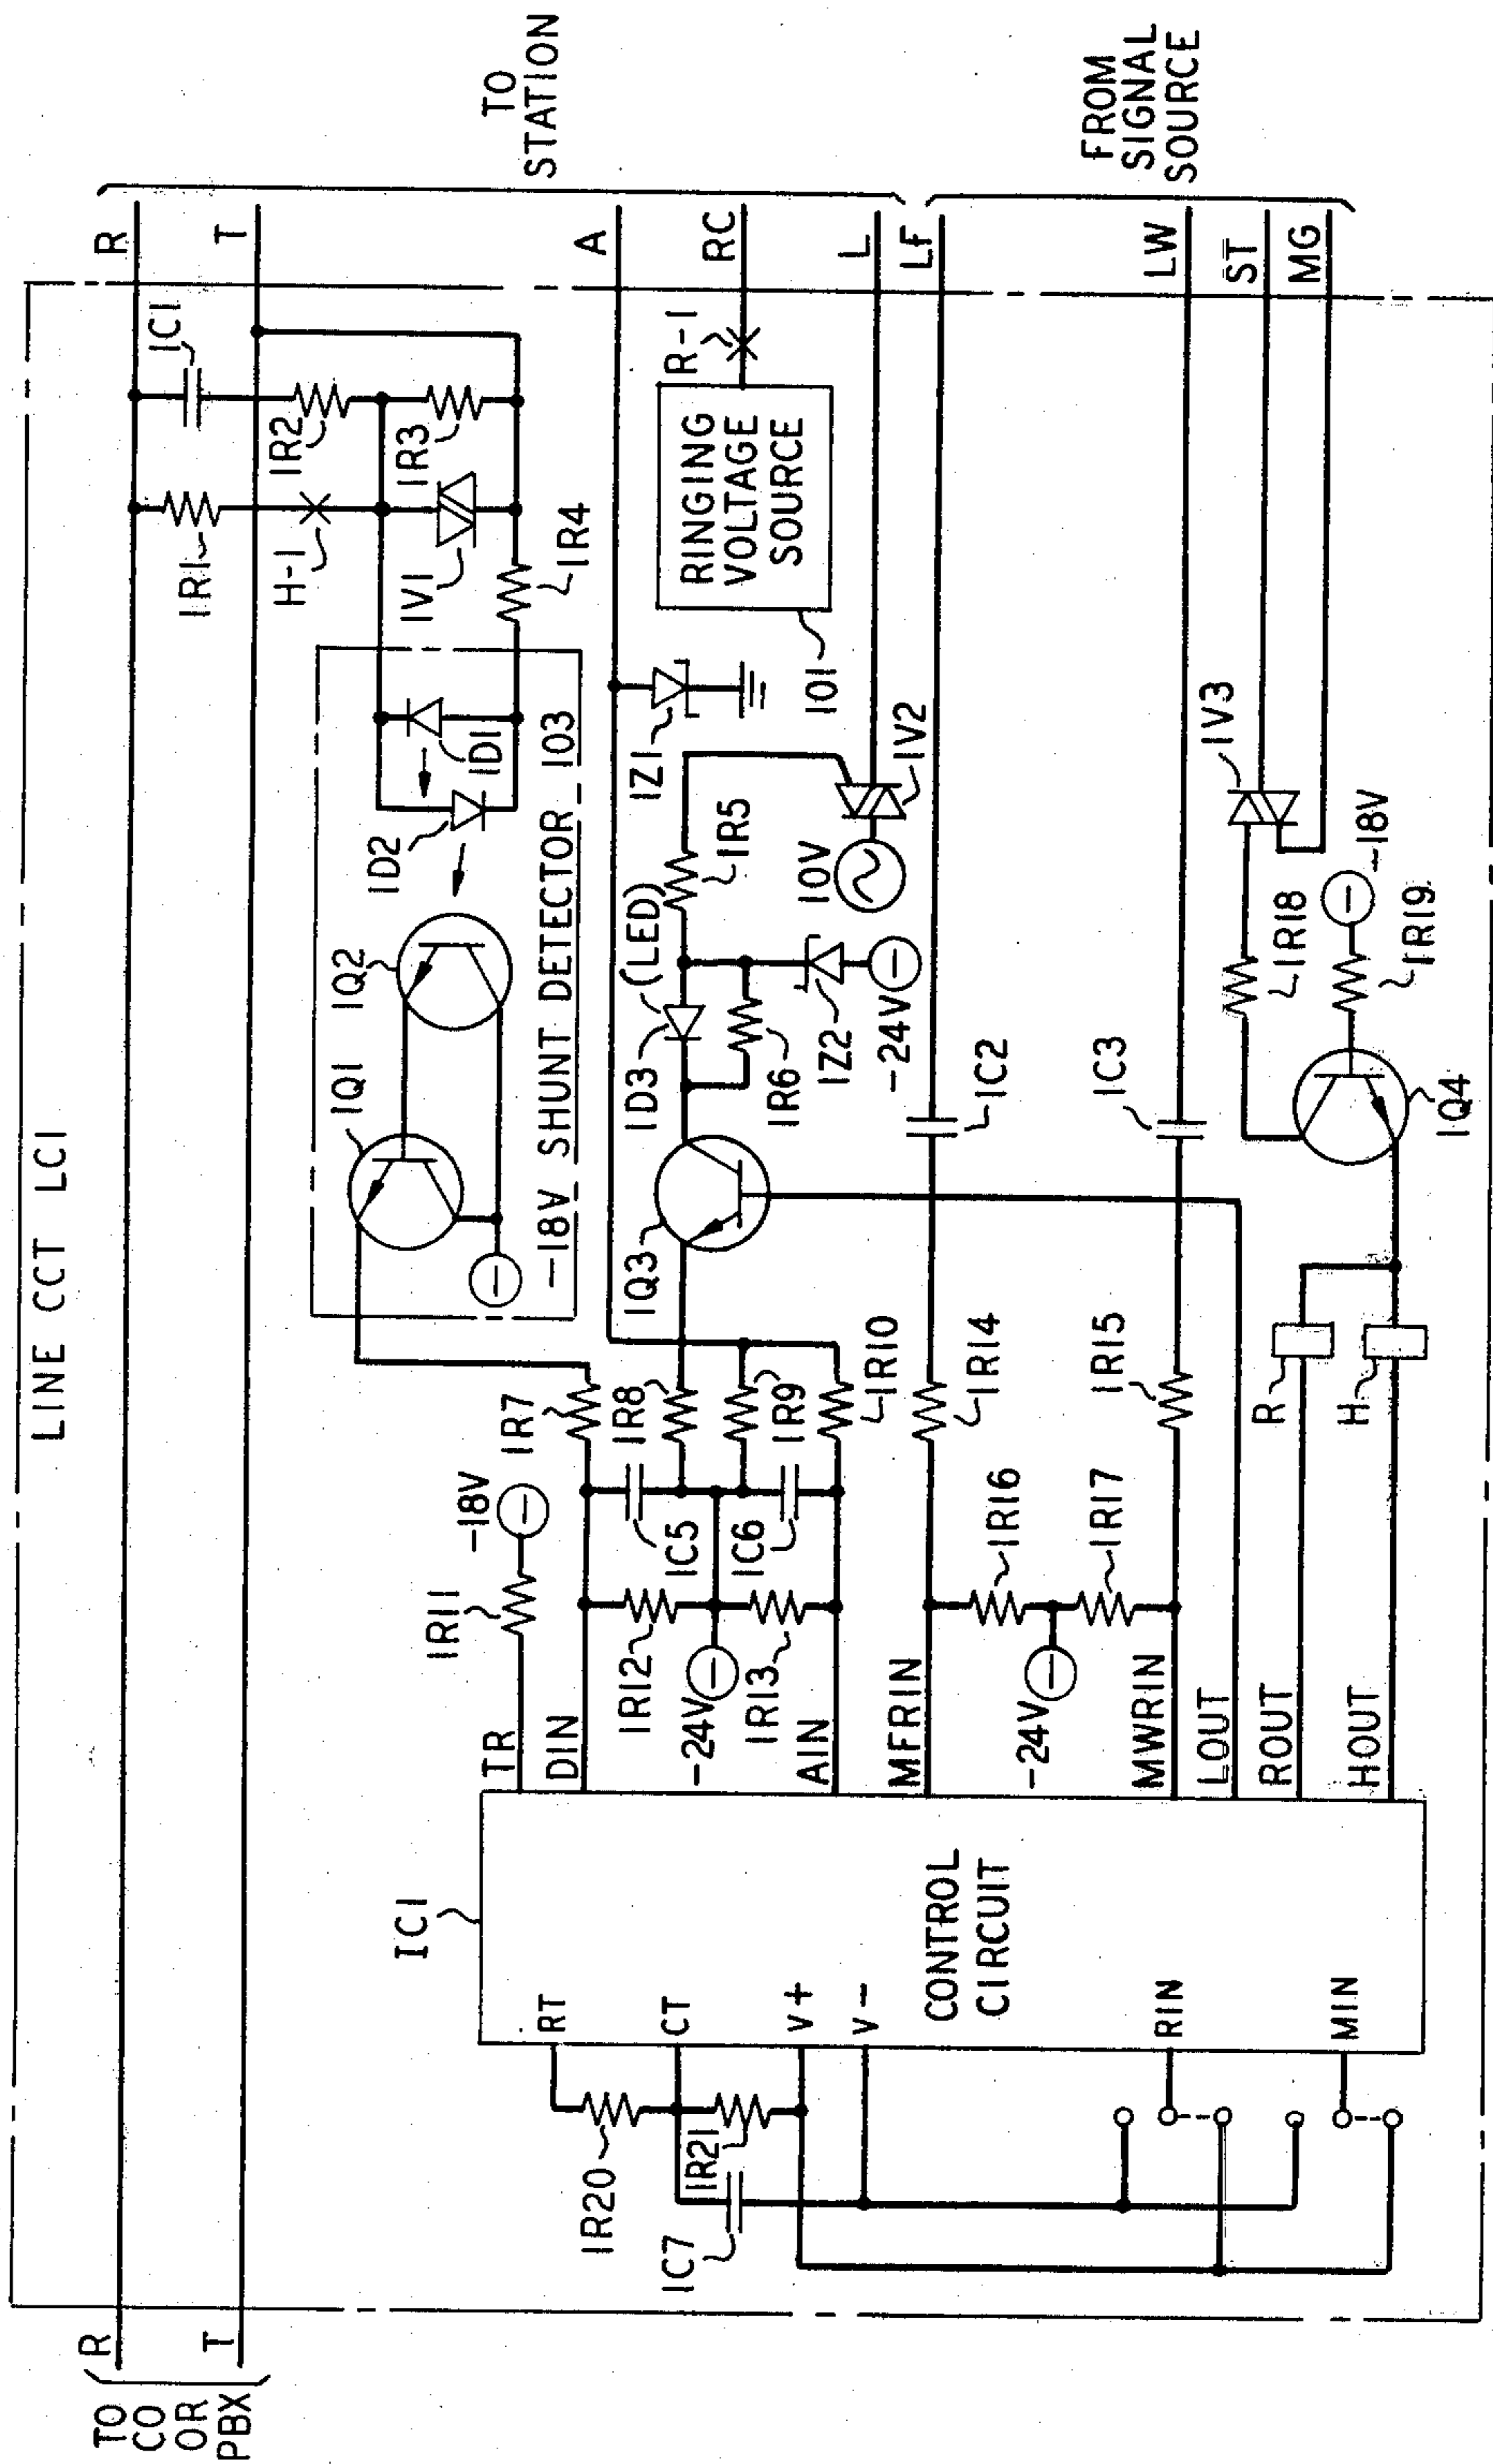 LINE CCT LC1
TO
CO
OR
PBX
R
T
R
T
TO
STATION
1R1
1C1
H-1
1R2
1R3
1V1
1R4
1Q1
1Q2
1D2
1D1
-18V SHUNT DETECTOR 103
A
RC
L
LF
R-1
RINGING
VOLTAGE
SOURCE
101
1Z1
1R5
1V2
10V
1D3
(LED)
1R6
1Z2
-24V
1Q3
1R7
1R8
1R9
1R10
1C5
1C6
-18V
1R11
1R12
-24V
1R13
TR
DIN
AIN
MFRIN
MWRIN
LOUT
ROUT
HOUT
1C2
1R14
1C3
1R15
1R16
1R17
-24V
FROM
SIGNAL
SOURCE
LW
ST
MG
1V3
1R18
-18V
1R19
1Q4
R
H
IC1
CONTROL
CIRCUIT
RT
CT
V+
V-
RIN
MIN
1R20
1R21
1C7